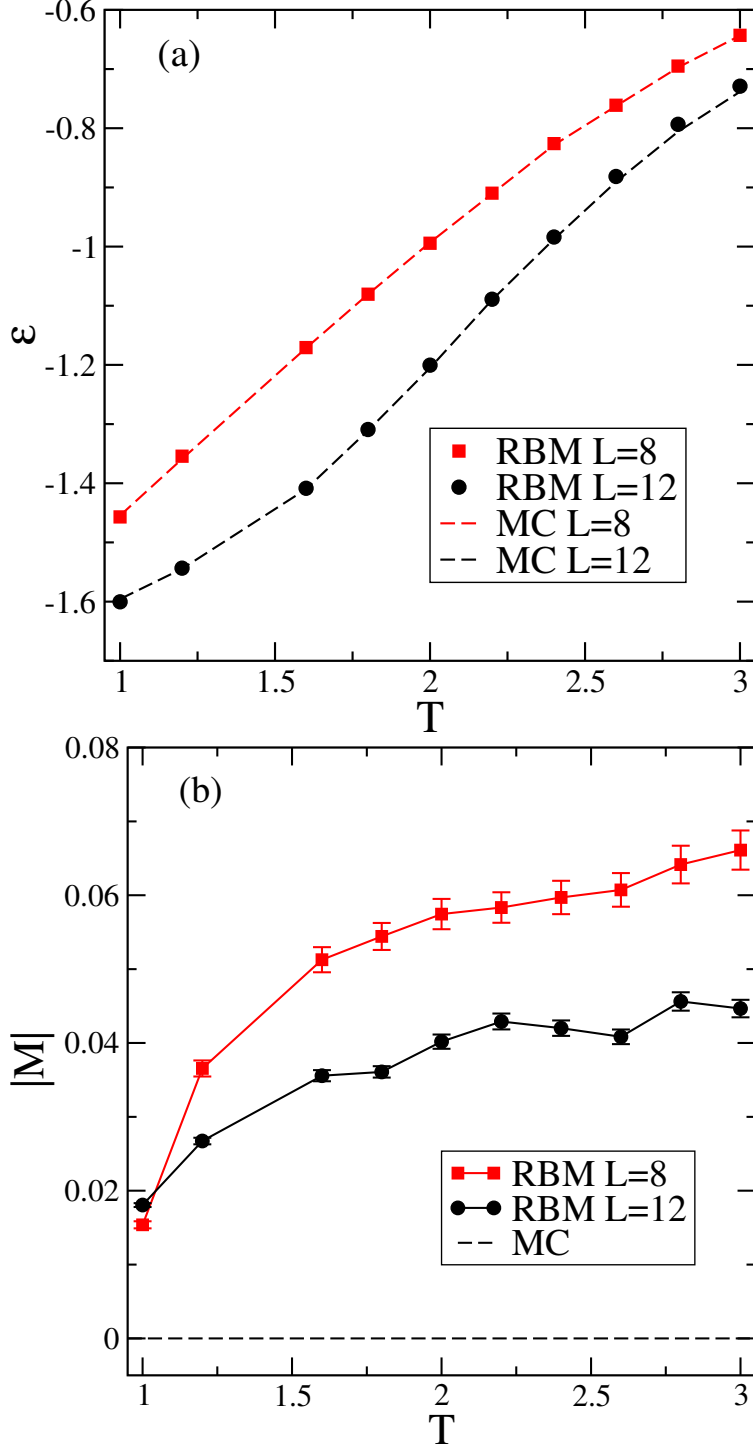 -0.6
(a)
-0.8
-1
ε
-1.2
RBM L=8
RBM L=12
-1.4
MC L=8
MC L=12
-1.6
1
1.5
2
2.5
3
T
0.08
(b)
0.06
|M|
0.04
0.02
RBM L=8
RBM L=12
MC
0
1
1.5
2
2.5
3
T